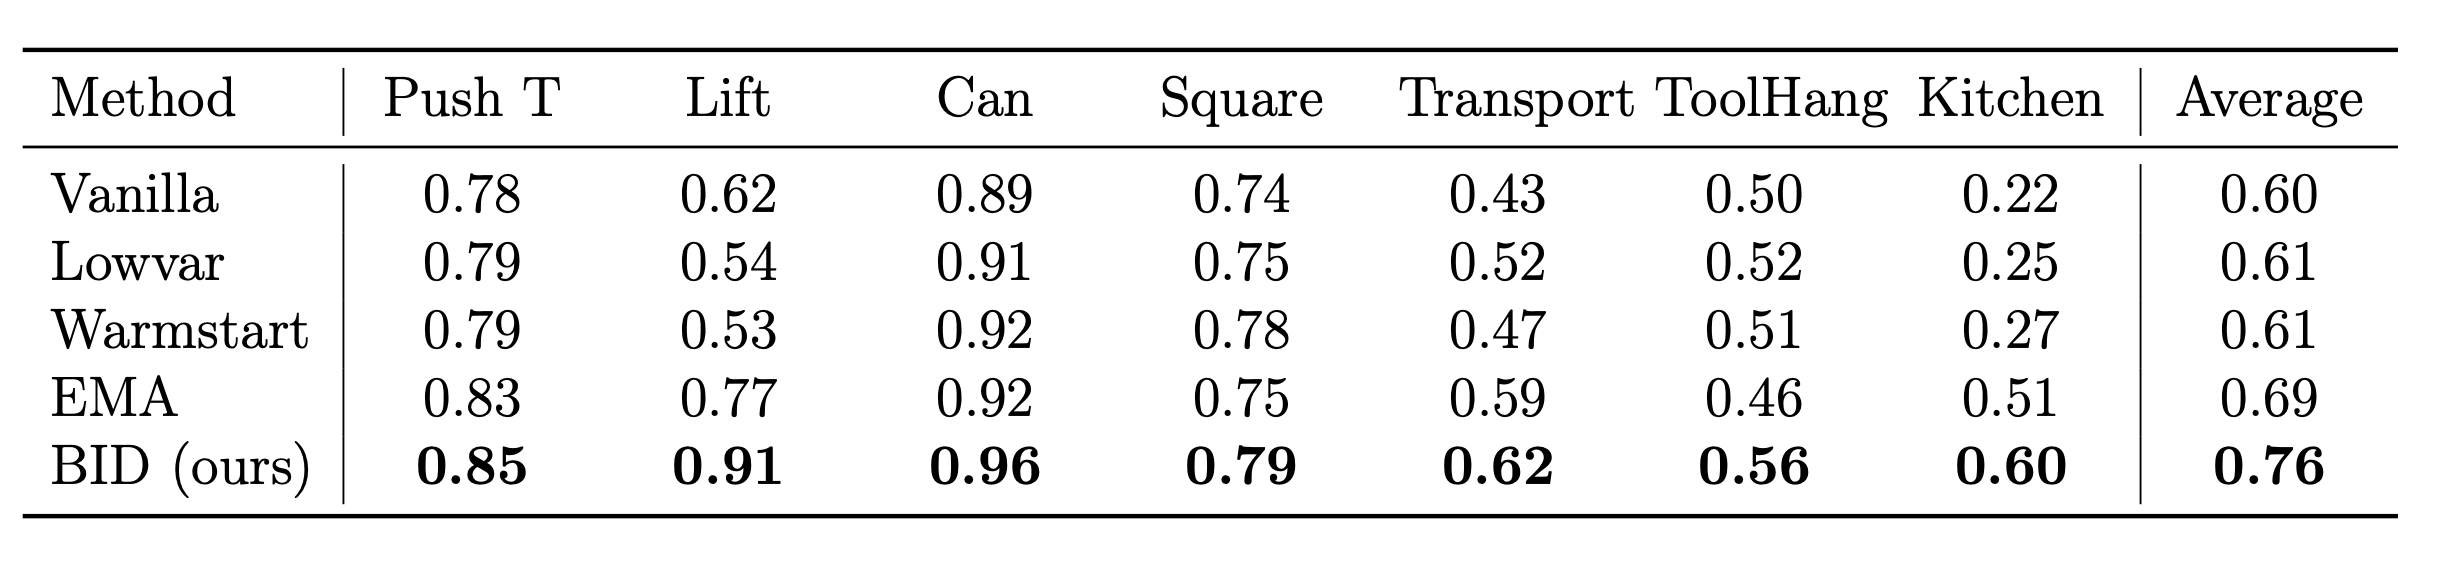 Method Push T Lift Can Square Transport ToolHang Kitchen Average
Vanilla 0.78 0.62 0.89 0.74 0.43 0.50 0.22 0.60
Lowvar 0.79 0.54 0.91 0.75 0.52 0.52 0.25 0.61
Warmstart 0.79 0.53 0.92 0.78 0.47 0.51 0.27 0.61
EMA 0.83 0.77 0.92 0.75 0.59 0.46 0.51 0.69
BID (ours) 0.85 0.91 0.96 0.79 0.62 0.56 0.60 0.76